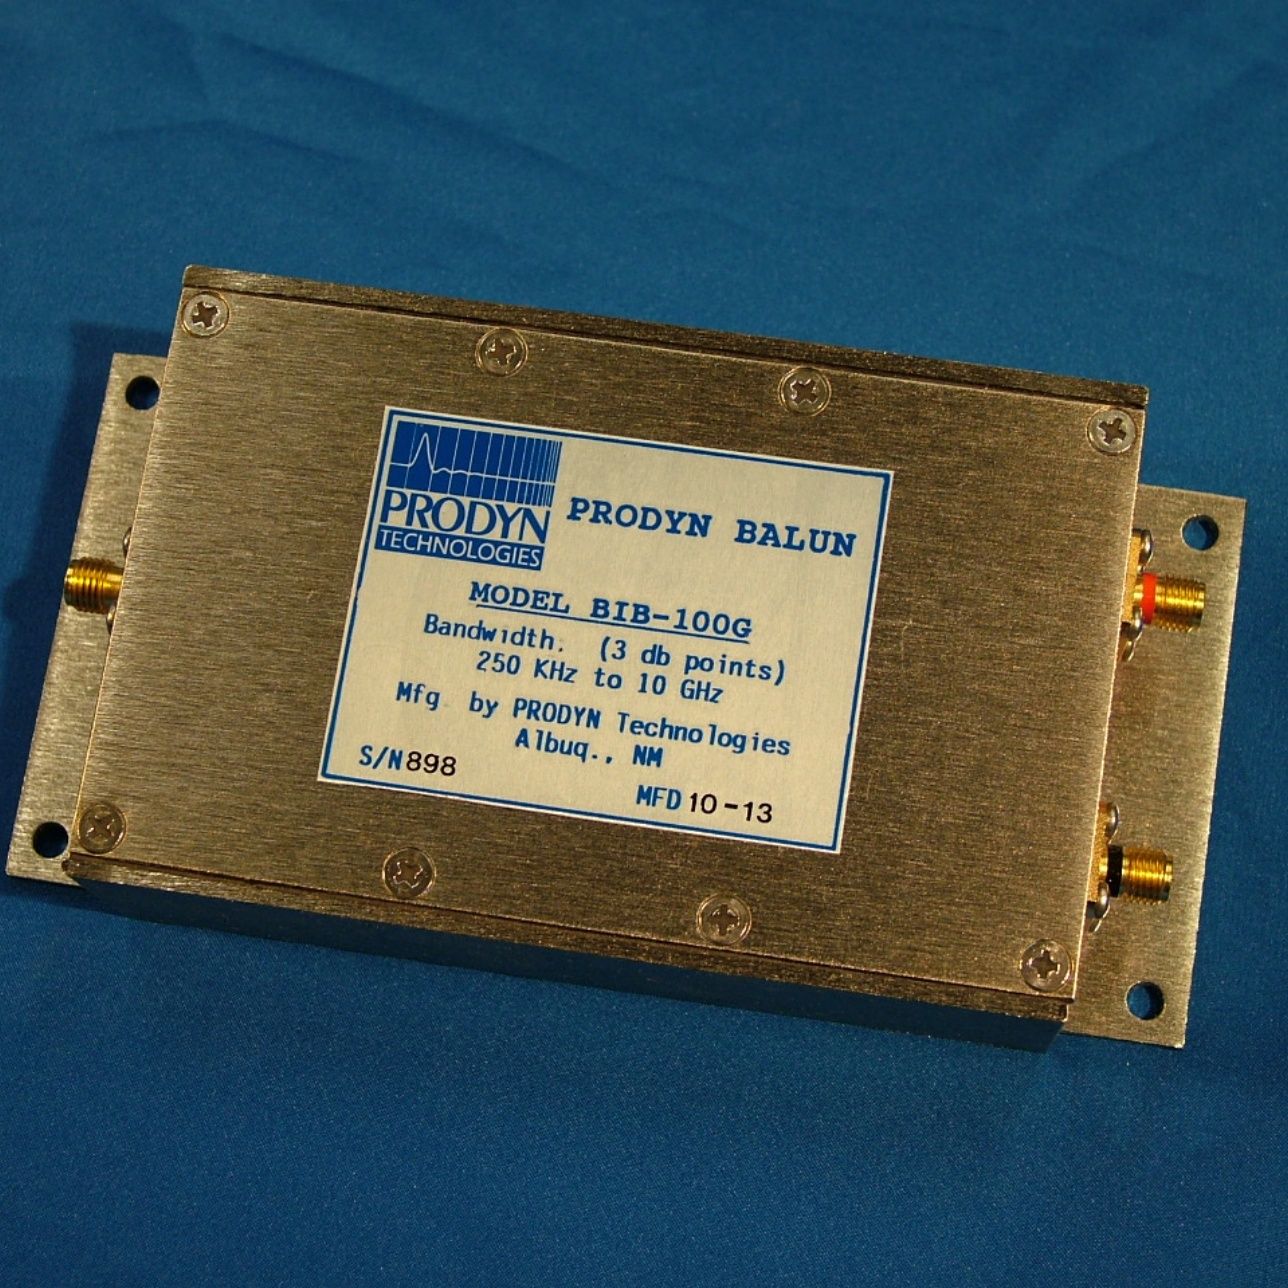 PRODYN
TECHNOLOGIES
PRODYN BALUN
MODEL BIB-100G
Bandwidth. (3 db points)
250 KHz to 10 GHz
Mfg. by PRODYN Technologies
Albuq., NM
S/N 898
MFD 10-13